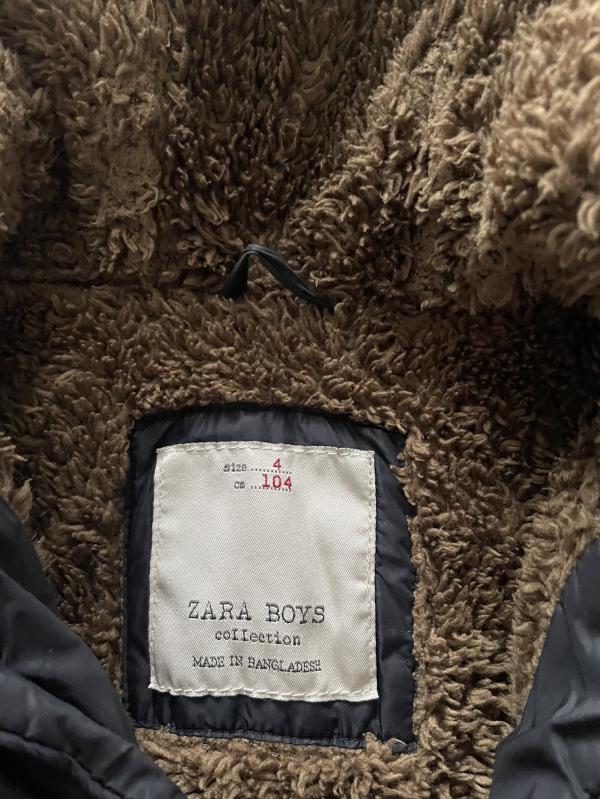 size ......4......
cm ....104
ZARA BOYS
collection
MADE IN BANGLADESH